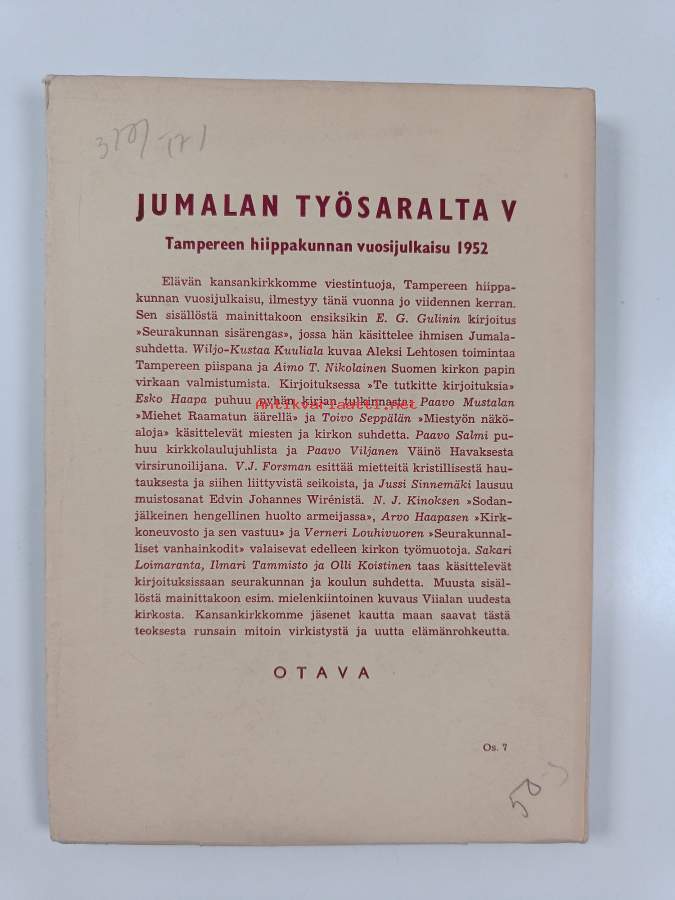 JUMALAN TYÖSARALTA V
Tampereen hiippakunnan vuosijulkaisu 1952
Elävän kansankirkkomme viestintuoja, Tampereen hiippa-
kunnan vuosijulkaisu, ilmestyy tänä vuonna jo viidennen kerran.
Sen sisällöstä mainittakoon ensiksikin E. G. Gulinin kirjoitus
»Seurakunnan sisärengas», jossa hän käsittelee ihmisen Jumala-
suhdetta. Wiljo-Kustaa Kuuliala kuvaa Aleksi Lehtosen toimintaa
Tampereen piispana ja Aimo T. Nikolainen Suomen kirkon papin
virkaan valmistumista. Kirjoituksessa »Te tutkitte kirjoituksia»
Esko Haapa puhuu pyhän kirjan tulkinnasta; Paavo Mustalan
Antikvariaatti.net
»Miehet Raamatun äärellä» ja Toivo Seppälän »Miestyön näkö-
aloja» käsittelevät miesten ja kirkon suhdetta. Paavo Salmi pu-
huu kirkkolaulujuhlista ja Paavo Viljanen Väinö Havaksesta
virsirunoilijana. V.J. Forsman esittää mietteitä kristillisestä hau-
tauksesta ja siihen liittyvistä seikoista, ja Jussi Sinnemäki lausuu
muistosanat Edvin Johannes Wirénistä. N. J. Kinoksen »Sodan-
jälkeinen hengellinen huolto armeijassa», Arvo Haapasen »Kirk-
koneuvosto ja sen vastuu» ja Verneri Louhivuoren »Seurakunnal-
liset vanhainkodit» valaisevat edelleen kirkon työmuotoja. Sakari
Loimaranta, Ilmari Tammisto ja Olli Koistinen taas käsittelevät
kirjoituksissaan seurakunnan ja koulun suhdetta. Muusta sisäl-
löstä mainittakoon esim. mielenkiintoinen kuvaus Viialan uudesta
kirkosta. Kansankirkkomme jäsenet kautta maan saavat tästä
teoksesta runsain mitoin virkistystä ja uutta elämänrohkeutta.
OTAVA
Os. 7